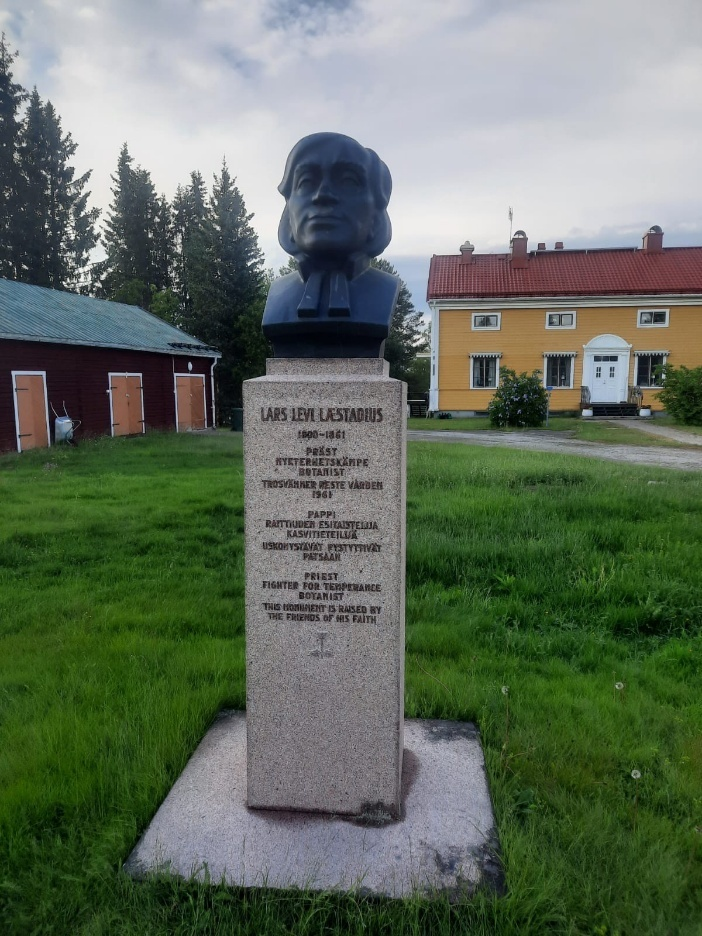 LARS LEVI LÆSTADIUS
1800-1861
PRÄST
NYKTERHETSKÄMPE
BOTANIST
TROSVÄNNER RESTE VÅRDEN
1961
PAPPI
RAITTIUDEN ESITAISTELIJA
KASVITIETEILIJÄ
USKONYSTÄVÄT PYSTYTTIVÄT
PATSAAN
PRIEST
FIGHTER FOR TEMPERANCE
BOTANIST
THIS MONUMENT IS RAISED BY
THE FRIENDS OF HIS FAITH